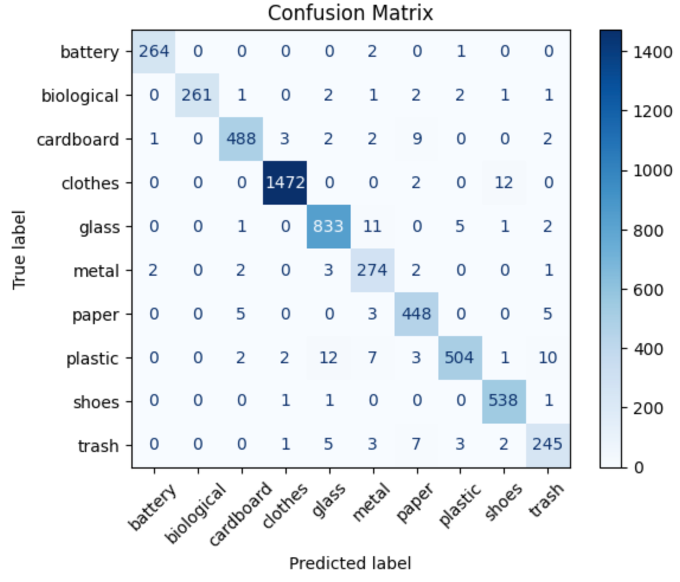 Confusion Matrix
True label
battery 264 0 0 0 0 2 0 1 0 0
biological 0 261 1 0 2 1 2 2 1 1
cardboard 1 0 488 3 2 2 9 0 0 2
clothes 0 0 0 1472 0 0 2 0 12 0
glass 0 0 1 0 833 11 0 5 1 2
metal 2 0 2 0 3 274 2 0 0 1
paper 0 0 5 0 0 3 448 0 0 5
plastic 0 0 2 2 12 7 3 504 1 10
shoes 0 0 0 1 1 0 0 0 538 1
trash 0 0 0 1 5 3 7 3 2 245
battery biological cardboard clothes glass metal paper plastic shoes trash
Predicted label
1400
1200
1000
800
600
400
200
0